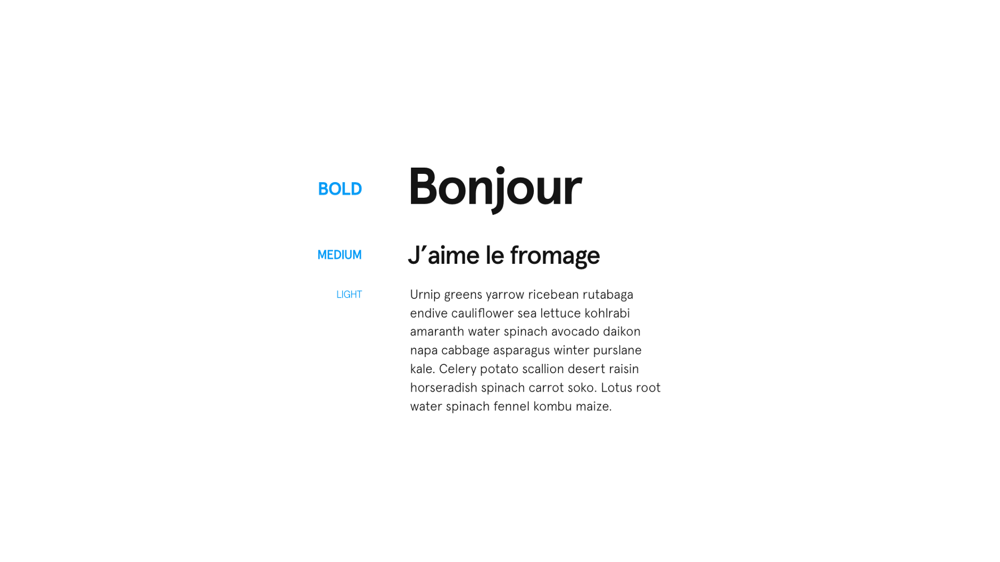 BOLD
Bonjour
MEDIUM
J′aime le fromage
LIGHT
Urnip greens yarrow ricebean rutabaga
endive cauliflower sea lettuce kohlrabi
amaranth water spinach avocado daikon
napa cabbage asparagus winter purslane
kale. Celery potato scallion desert raisin
horseradish spinach carrot soko. Lotus root
water spinach fennel kombu maize.